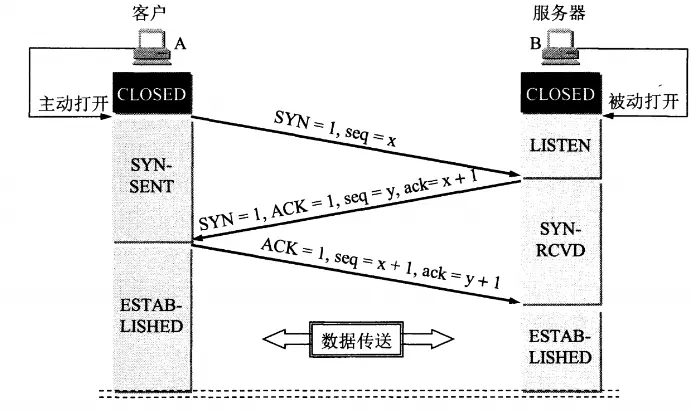 客户
服务器
A
B
主动打开
CLOSED
CLOSED
被动打开
SYN = 1, seq = x
LISTEN
SYN-
SENT
SYN = 1, ACK = 1, seq = y, ack= x + 1
SYN-
RCVD
ACK = 1, seq = x + 1, ack = y + 1
ESTAB-
LISHED
数据传送
ESTAB-
LISHED